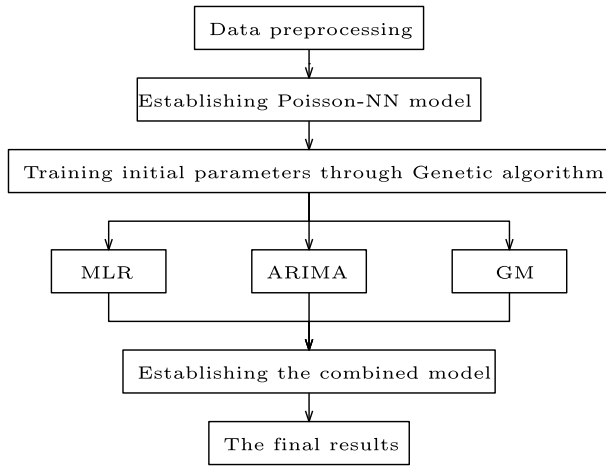 Data preprocessing
Establishing Poisson-NN model
Training initial parameters through Genetic algorithm
MLR
ARIMA
GM
Establishing the combined model
The final results